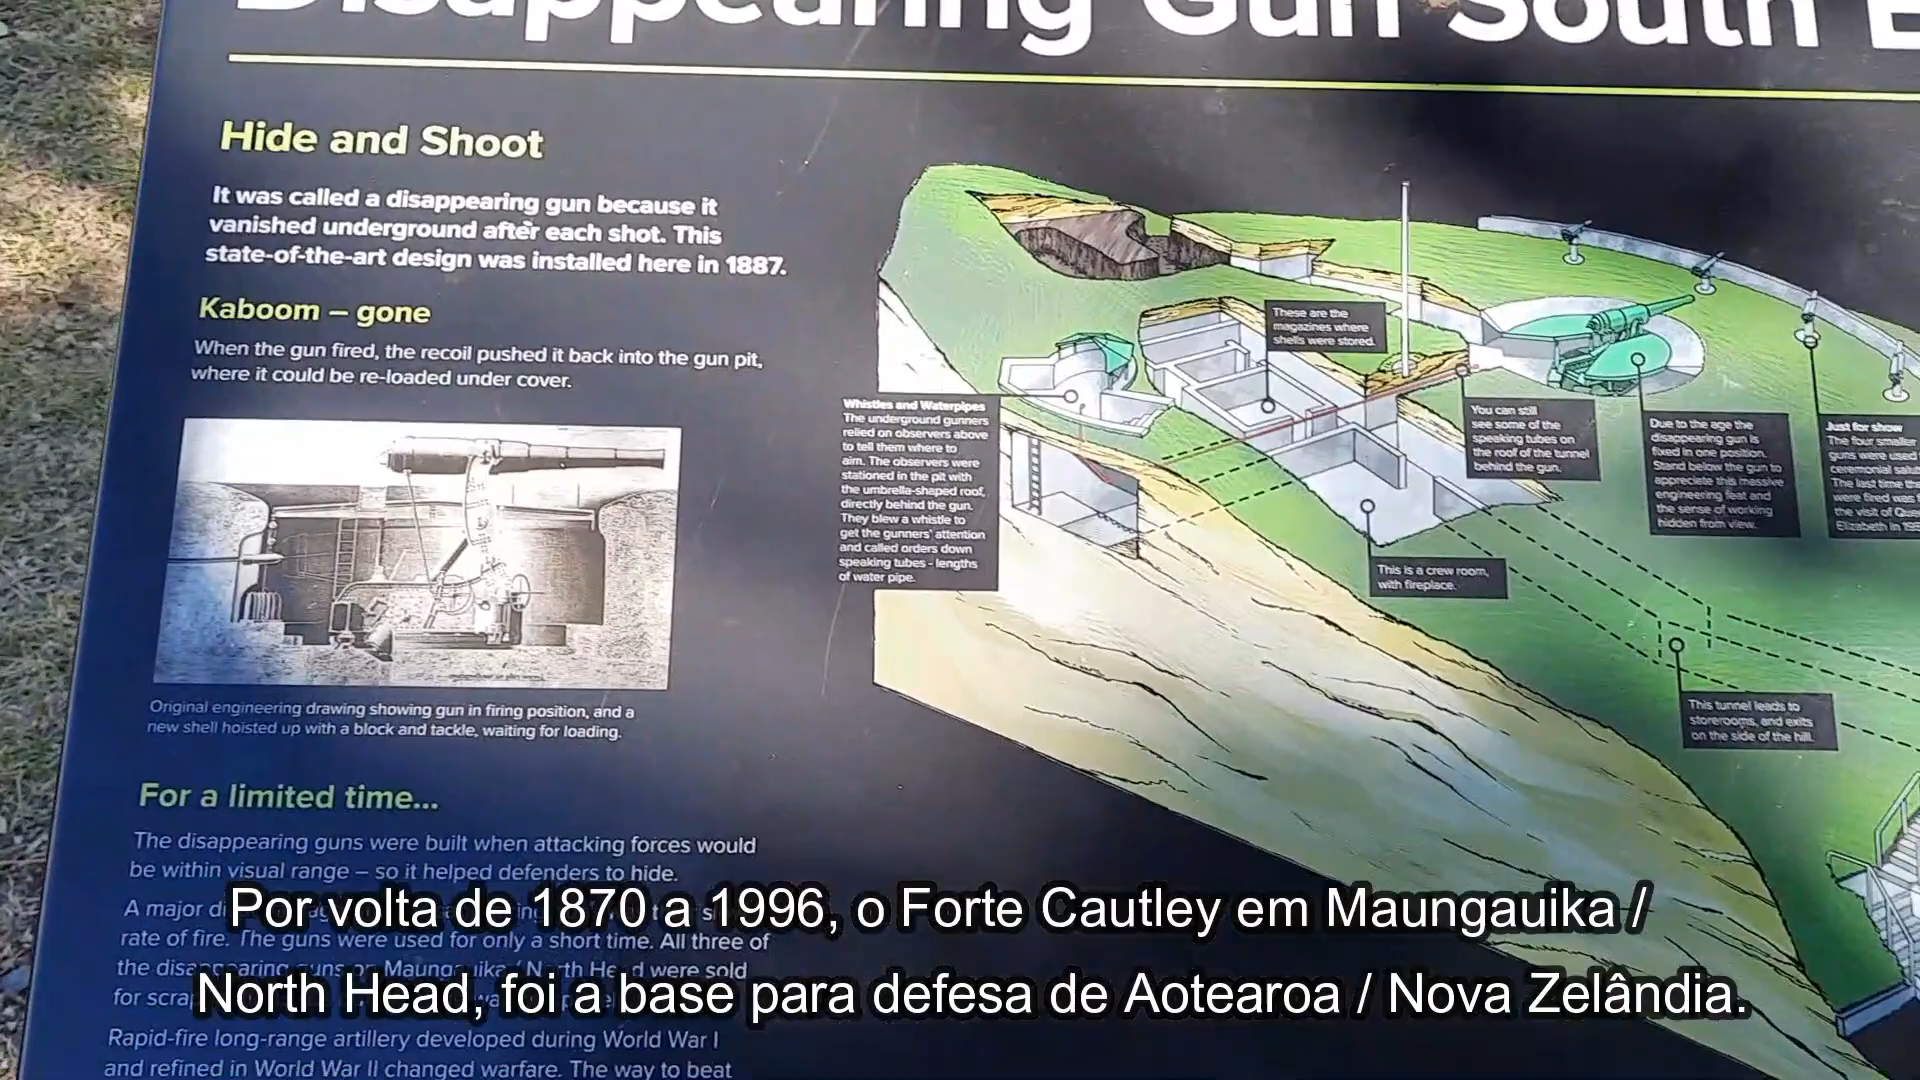 Disappearing Gun South
Hide and Shoot
It was called a disappearing gun because it
vanished underground after each shot. This
state-of-the-art design was installed here in 1887.
Kaboom – gone
When the gun fired, the recoil pushed it back into the gun pit,
where it could be re-loaded under cover.
Original engineering drawing showing gun in firing position, and a
new shell hoisted up with a block and tackle, waiting for loading.
For a limited time...
The disappearing guns were built when attacking forces would
be within visual range – so it helped defenders to hide.
A major
rate of fire. The guns were used for only a short time. All three of
the disappearing guns on Maungauika / North Head were sold
for scrap
Rapid-fire long-range artillery developed during World War I
and refined in World War II changed warfare. The way to beat
Whistles and Waterpipes
The underground gunners
relied on observers above
to tell them where to
aim. The observers were
stationed in the pit with
the umbrella-shaped roof,
directly behind the gun.
They blew a whistle to
get the gunners' attention
and called orders down
speaking tubes - lengths
of water pipe.
These are the
magazines where
shells were stored.
You can still
see some of the
speaking tubes on
the roof of the tunnel
behind the gun.
Due to the age the
disappearing gun is
fixed in one position.
Stand below the gun to
appreciate this massive
engineering feat and
the sense of working
hidden from view.
Just for show
The four smaller
guns were used
ceremonial
The last time
were fired was
the visit of
Elizabeth in
This is a crew room,
with fireplace.
This tunnel leads to
storerooms, and exits
on the side of the hill.
Por volta de 1870 a 1996, o Forte Cautley em Maungauika /
North Head, foi a base para defesa de Aotearoa / Nova Zelândia.